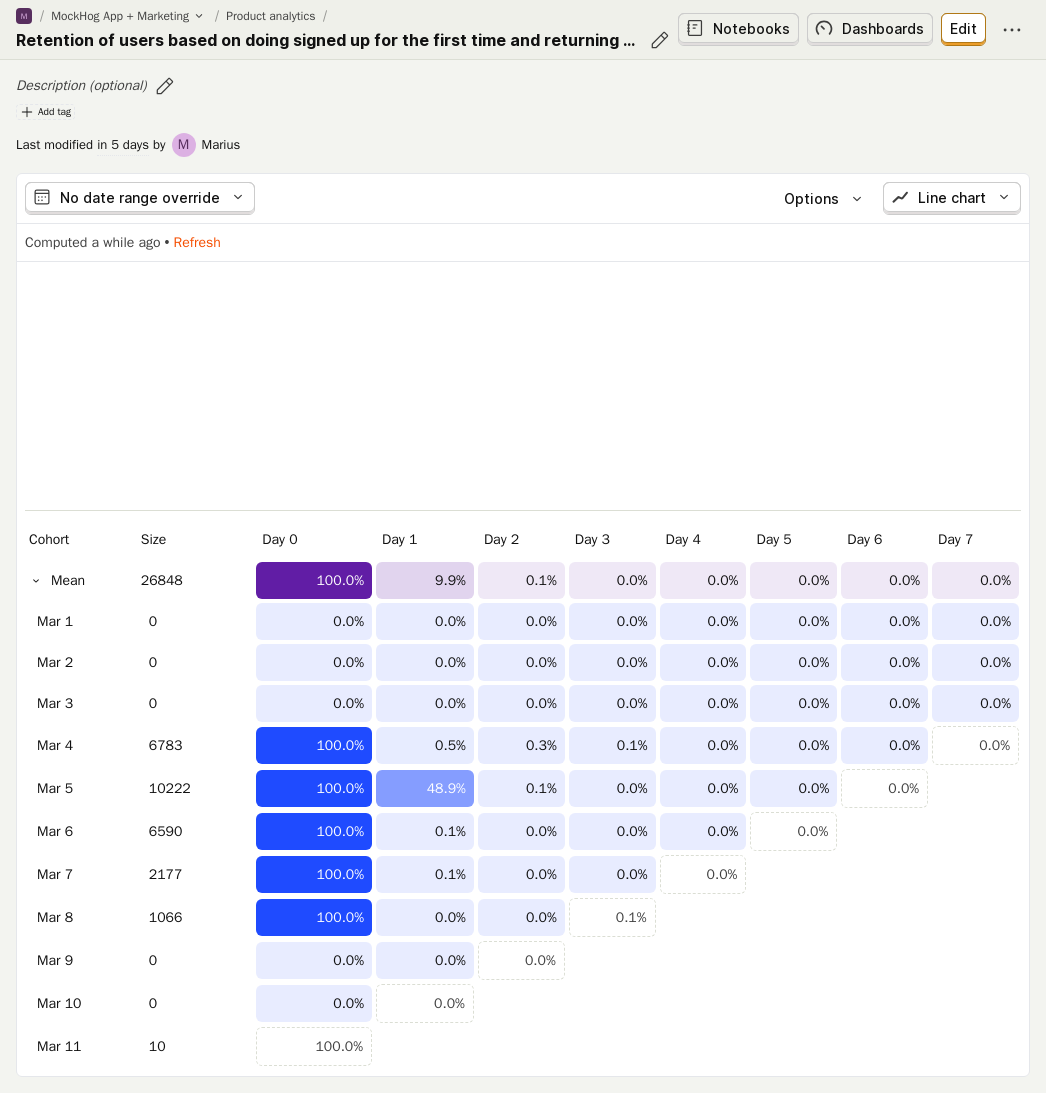 M / MockHog App + Marketing / Product analytics /
Retention of users based on doing signed up for the first time and returning ...
Notebooks
Dashboards
Edit
Description (optional)
Add tag
Last modified in 5 days by M Marius
No date range override
Options
Line chart
Computed a while ago • Refresh
Cohort Size Day 0 Day 1 Day 2 Day 3 Day 4 Day 5 Day 6 Day 7
Mean 26848 100.0% 9.9% 0.1% 0.0% 0.0% 0.0% 0.0% 0.0%
Mar 1 0 0.0% 0.0% 0.0% 0.0% 0.0% 0.0% 0.0% 0.0%
Mar 2 0 0.0% 0.0% 0.0% 0.0% 0.0% 0.0% 0.0% 0.0%
Mar 3 0 0.0% 0.0% 0.0% 0.0% 0.0% 0.0% 0.0% 0.0%
Mar 4 6783 100.0% 0.5% 0.3% 0.1% 0.0% 0.0% 0.0% 0.0%
Mar 5 10222 100.0% 48.9% 0.1% 0.0% 0.0% 0.0% 0.0%
Mar 6 6590 100.0% 0.1% 0.0% 0.0% 0.0% 0.0%
Mar 7 2177 100.0% 0.1% 0.0% 0.0% 0.0%
Mar 8 1066 100.0% 0.0% 0.0% 0.1%
Mar 9 0 0.0% 0.0% 0.0%
Mar 10 0 0.0% 0.0%
Mar 11 10 100.0%